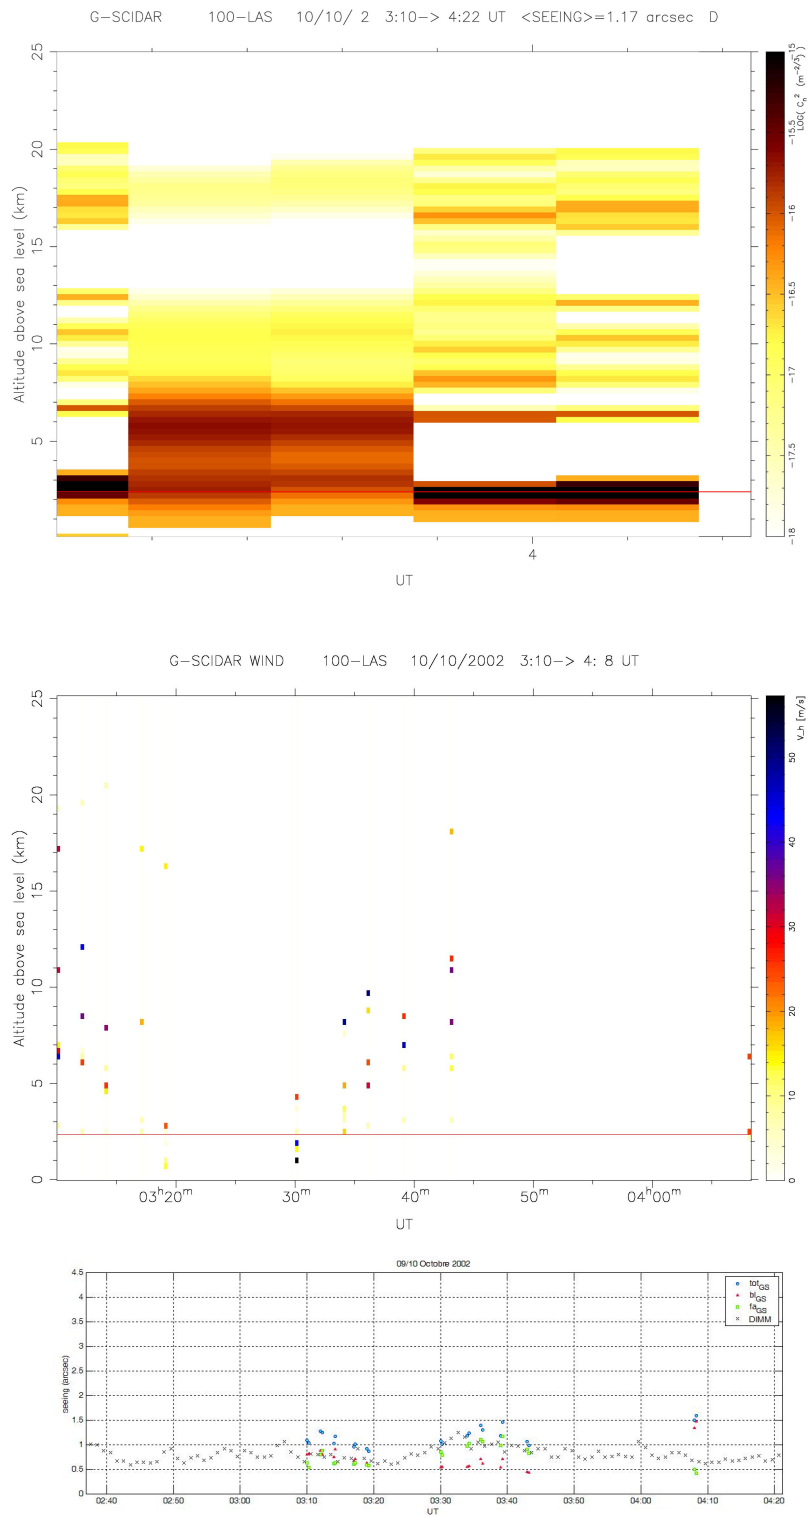 G-SCIDAR 100-LAS 10/10/ 2 3:10-> 4:22 UT <SEEING>=1.17 arcsec D
25
20
15
10
5
Altitude above sea level (km)
4
UT
-15
-15.5
-16
-16.5
-17
-17.5
-18
LOG( C_n^2 (m^-2/3) )
G-SCIDAR WIND 100-LAS 10/10/2002 3:10-> 4: 8 UT
25
20
15
10
5
0
Altitude above sea level (km)
03h20m 30m 40m 50m 04h00m
UT
50
40
30
20
10
0
V_h [m/s]
09/10 Octobre 2002
4.5
4
3.5
3
2.5
2
1.5
1
0.5
0
seeing (arcsec)
tot_GS
bl_GS
fa_GS
DIMM
02:40 02:50 03:00 03:10 03:20 03:30 03:40 03:50 04:00 04:10 04:20
UT